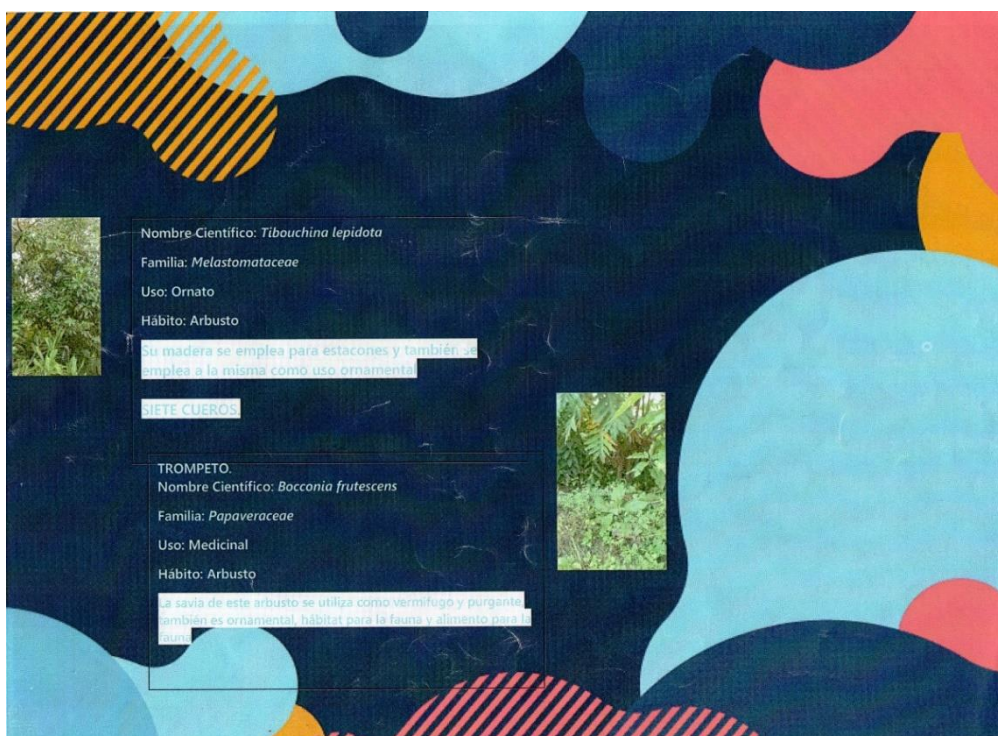 Nombre Científico: Tibouchina lepidota
Familia: Melastomataceae
Uso: Ornato
Hábito: Arbusto
Su madera se emplea para estacones y también se
emplea a la misma como uso ornamental
SIETE CUEROS.
TROMPETO.
Nombre Científico: Bocconia frutescens
Familia: Papaveraceae
Uso: Medicinal
Hábito: Arbusto
La savia de este arbusto se utiliza como vermifugo y purgante,
también es ornamental, hábitat para la fauna y alimento para la
fauna